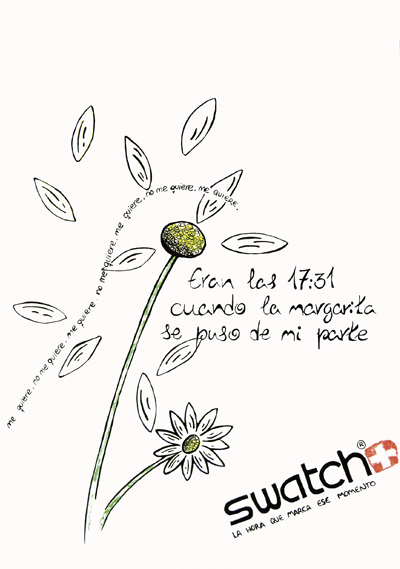 me quiere. no me quiere. me quiere. no me quiere. me quiere. no me quiere. me quiere.
Eran las 17:31
cuando la margarita
se puso de mi parte
swatch®
LA HORA QUE MARCA ESE MOMENTO